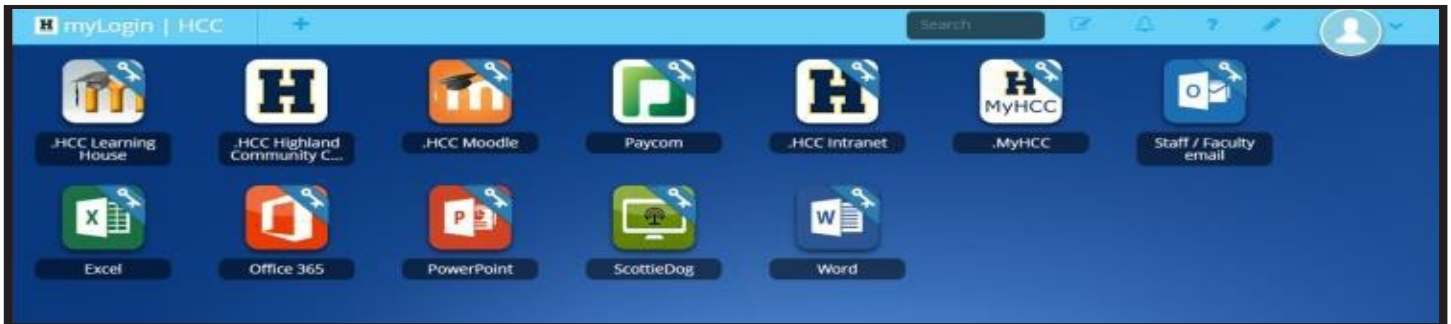 H myLogin | HCC + Search ?
H
H
H
MyHCC
O
.HCC Learning
House
.HCC Highland
Community C...
.HCC Moodle
Paycom
.HCC Intranet
.MyHCC
Staff / Faculty
email
X
P
W
Excel
Office 365
PowerPoint
ScottieDog
Word